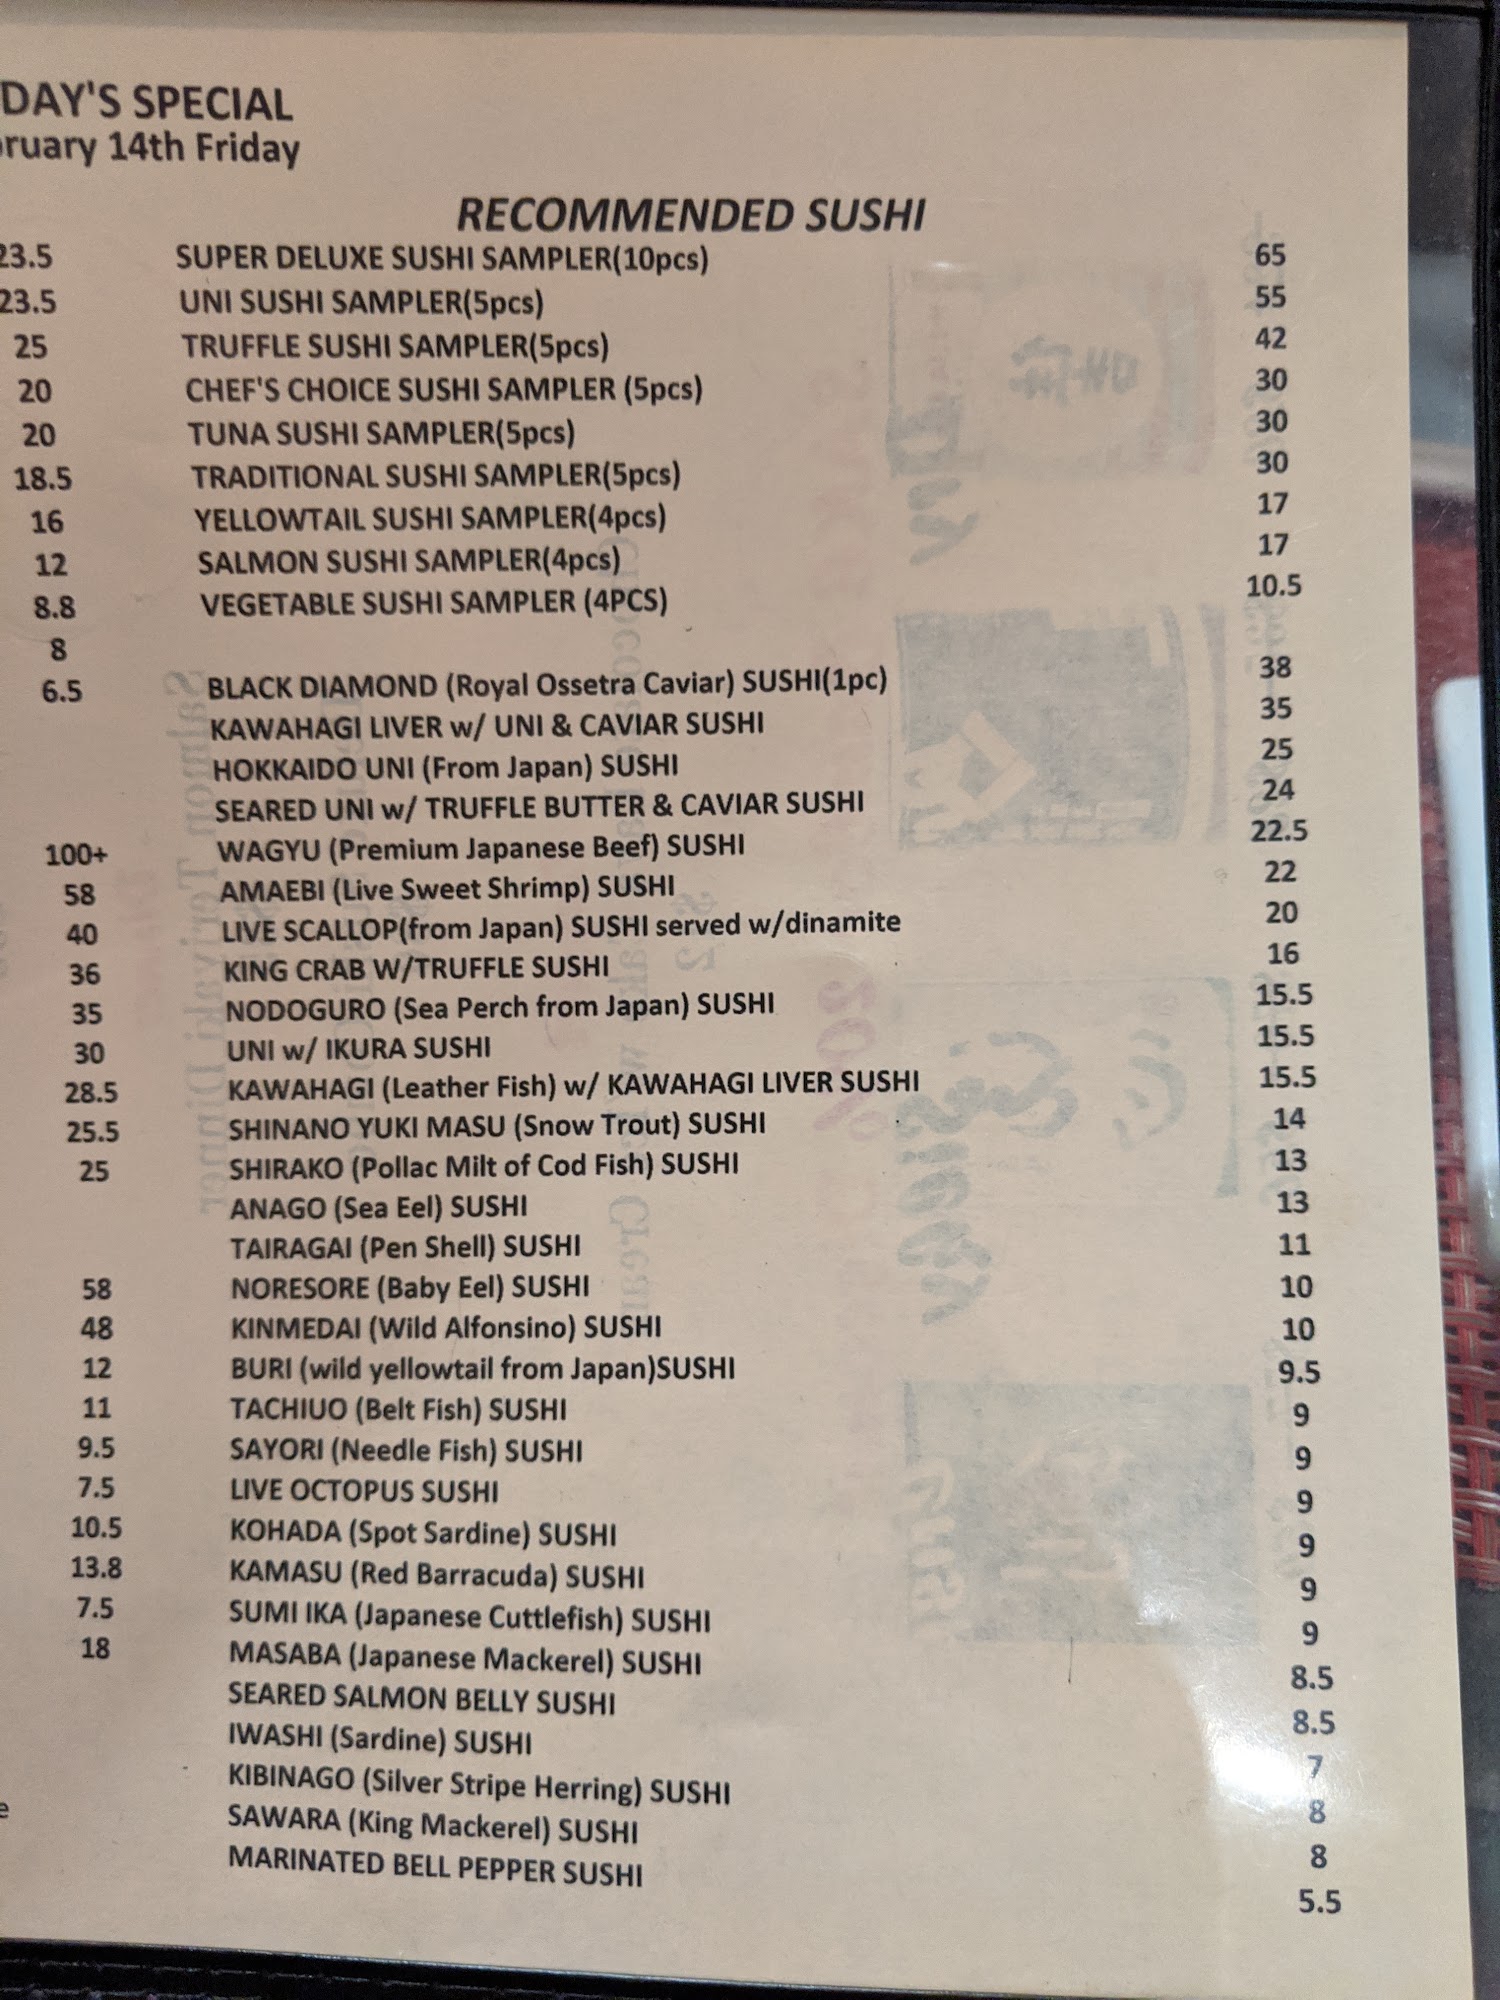 DAY'S SPECIAL
ruary 14th Friday
RECOMMENDED SUSHI
23.5 SUPER DELUXE SUSHI SAMPLER(10pcs) 65
23.5 UNI SUSHI SAMPLER(5pcs) 55
25 TRUFFLE SUSHI SAMPLER(5pcs) 42
20 CHEF'S CHOICE SUSHI SAMPLER (5pcs) 30
20 TUNA SUSHI SAMPLER(5pcs) 30
18.5 TRADITIONAL SUSHI SAMPLER(5pcs) 30
16 YELLOWTAIL SUSHI SAMPLER(4pcs) 17
12 SALMON SUSHI SAMPLER(4pcs) 17
8.8 VEGETABLE SUSHI SAMPLER (4PCS) 10.5
8
6.5 BLACK DIAMOND (Royal Ossetra Caviar) SUSHI(1pc) 38
KAWAHAGI LIVER w/ UNI & CAVIAR SUSHI 35
HOKKAIDO UNI (From Japan) SUSHI 25
SEARED UNI w/ TRUFFLE BUTTER & CAVIAR SUSHI 24
100+ WAGYU (Premium Japanese Beef) SUSHI 22.5
58 AMAEBI (Live Sweet Shrimp) SUSHI 22
40 LIVE SCALLOP(from Japan) SUSHI served w/dinamite 20
36 KING CRAB W/TRUFFLE SUSHI 16
35 NODOGURO (Sea Perch from Japan) SUSHI 15.5
30 UNI w/ IKURA SUSHI 15.5
28.5 KAWAHAGI (Leather Fish) w/ KAWAHAGI LIVER SUSHI 15.5
25.5 SHINANO YUKI MASU (Snow Trout) SUSHI 14
25 SHIRAKO (Pollac Milt of Cod Fish) SUSHI 13
ANAGO (Sea Eel) SUSHI 13
TAIRAGAI (Pen Shell) SUSHI 11
58 NORESORE (Baby Eel) SUSHI 10
48 KINMEDAI (Wild Alfonsino) SUSHI 10
12 BURI (wild yellowtail from Japan)SUSHI 9.5
11 TACHIUO (Belt Fish) SUSHI 9
9.5 SAYORI (Needle Fish) SUSHI 9
7.5 LIVE OCTOPUS SUSHI 9
10.5 KOHADA (Spot Sardine) SUSHI 9
13.8 KAMASU (Red Barracuda) SUSHI 9
7.5 SUMI IKA (Japanese Cuttlefish) SUSHI 9
18 MASABA (Japanese Mackerel) SUSHI 8.5
SEARED SALMON BELLY SUSHI 8.5
IWASHI (Sardine) SUSHI 7
KIBINAGO (Silver Stripe Herring) SUSHI 8
e SAWARA (King Mackerel) SUSHI 8
MARINATED BELL PEPPER SUSHI 5.5